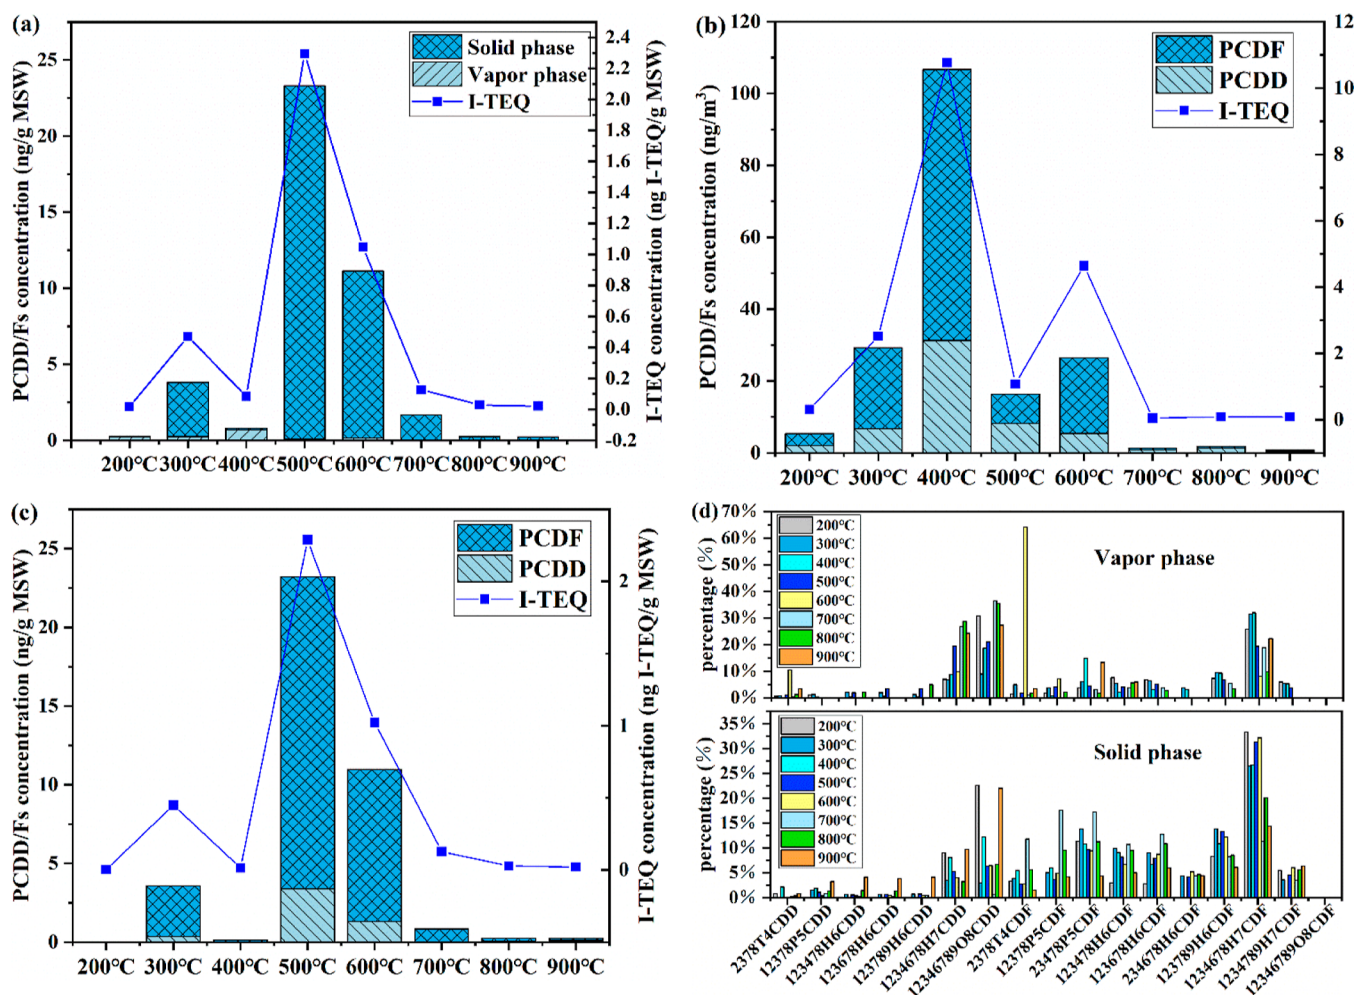 (a)
PCDD/Fs concentration (ng/g MSW)
25
20
15
10
5
0
Solid phase
Vapor phase
I-TEQ
2.4
2.2
2.0
1.8
1.6
1.4
1.2
1.0
0.8
0.6
0.4
0.2
0.0
-0.2
I-TEQ concentration (ng I-TEQ/g MSW)
200°C 300°C 400°C 500°C 600°C 700°C 800°C 900°C
(b)
PCDD/Fs concentration (ng/m³)
120
100
80
60
40
20
0
PCDF
PCDD
I-TEQ
12
10
8
6
4
2
0
200°C 300°C 400°C 500°C 600°C 700°C 800°C 900°C
(c)
PCDD/Fs concentration (ng/g MSW)
25
20
15
10
5
0
PCDF
PCDD
I-TEQ
2
1
0
I-TEQ concentration (ng I-TEQ/g MSW)
200°C 300°C 400°C 500°C 600°C 700°C 800°C 900°C
(d)
percentage (%)
70%
60%
50%
40%
30%
20%
10%
0%
200°C
300°C
400°C
500°C
600°C
700°C
800°C
900°C
Vapor phase
percentage (%)
35%
30%
25%
20%
15%
10%
5%
0%
200°C
300°C
400°C
500°C
600°C
700°C
800°C
900°C
Solid phase
2378T4CDD
12378P5CDD
123478H6CDD
123678H6CDD
123789H6CDD
1234678H7CDD
12346789O8CDD
2378T4CDF
12378P5CDF
23478P5CDF
123478H6CDF
123678H6CDF
234678H6CDF
123789H6CDF
1234678H7CDF
1234789H7CDF
12346789O8CDF